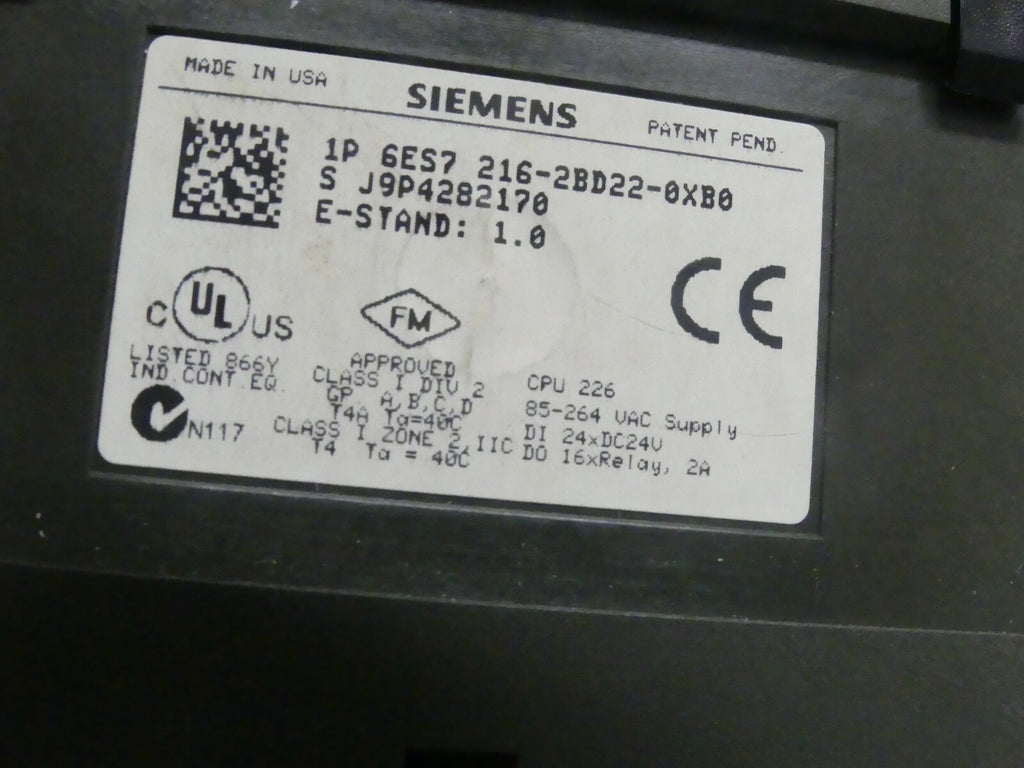 MADE IN USA
SIEMENS
PATENT PEND.
1P 6ES7 216-2BD22-0XB0
S J9P4282170
E-STAND: 1.0
C UL US
LISTED 866Y
IND.CONT.EQ.
N117
FM
APPROVED
CLASS I DIV 2
GP. A,B,C,D
T4A Ta=40C
CLASS I ZONE 2,IIC
T4 Ta = 40C
CE
CPU 226
85-264 VAC Supply
DI 24xDC24V
DO 16xRelay, 2A